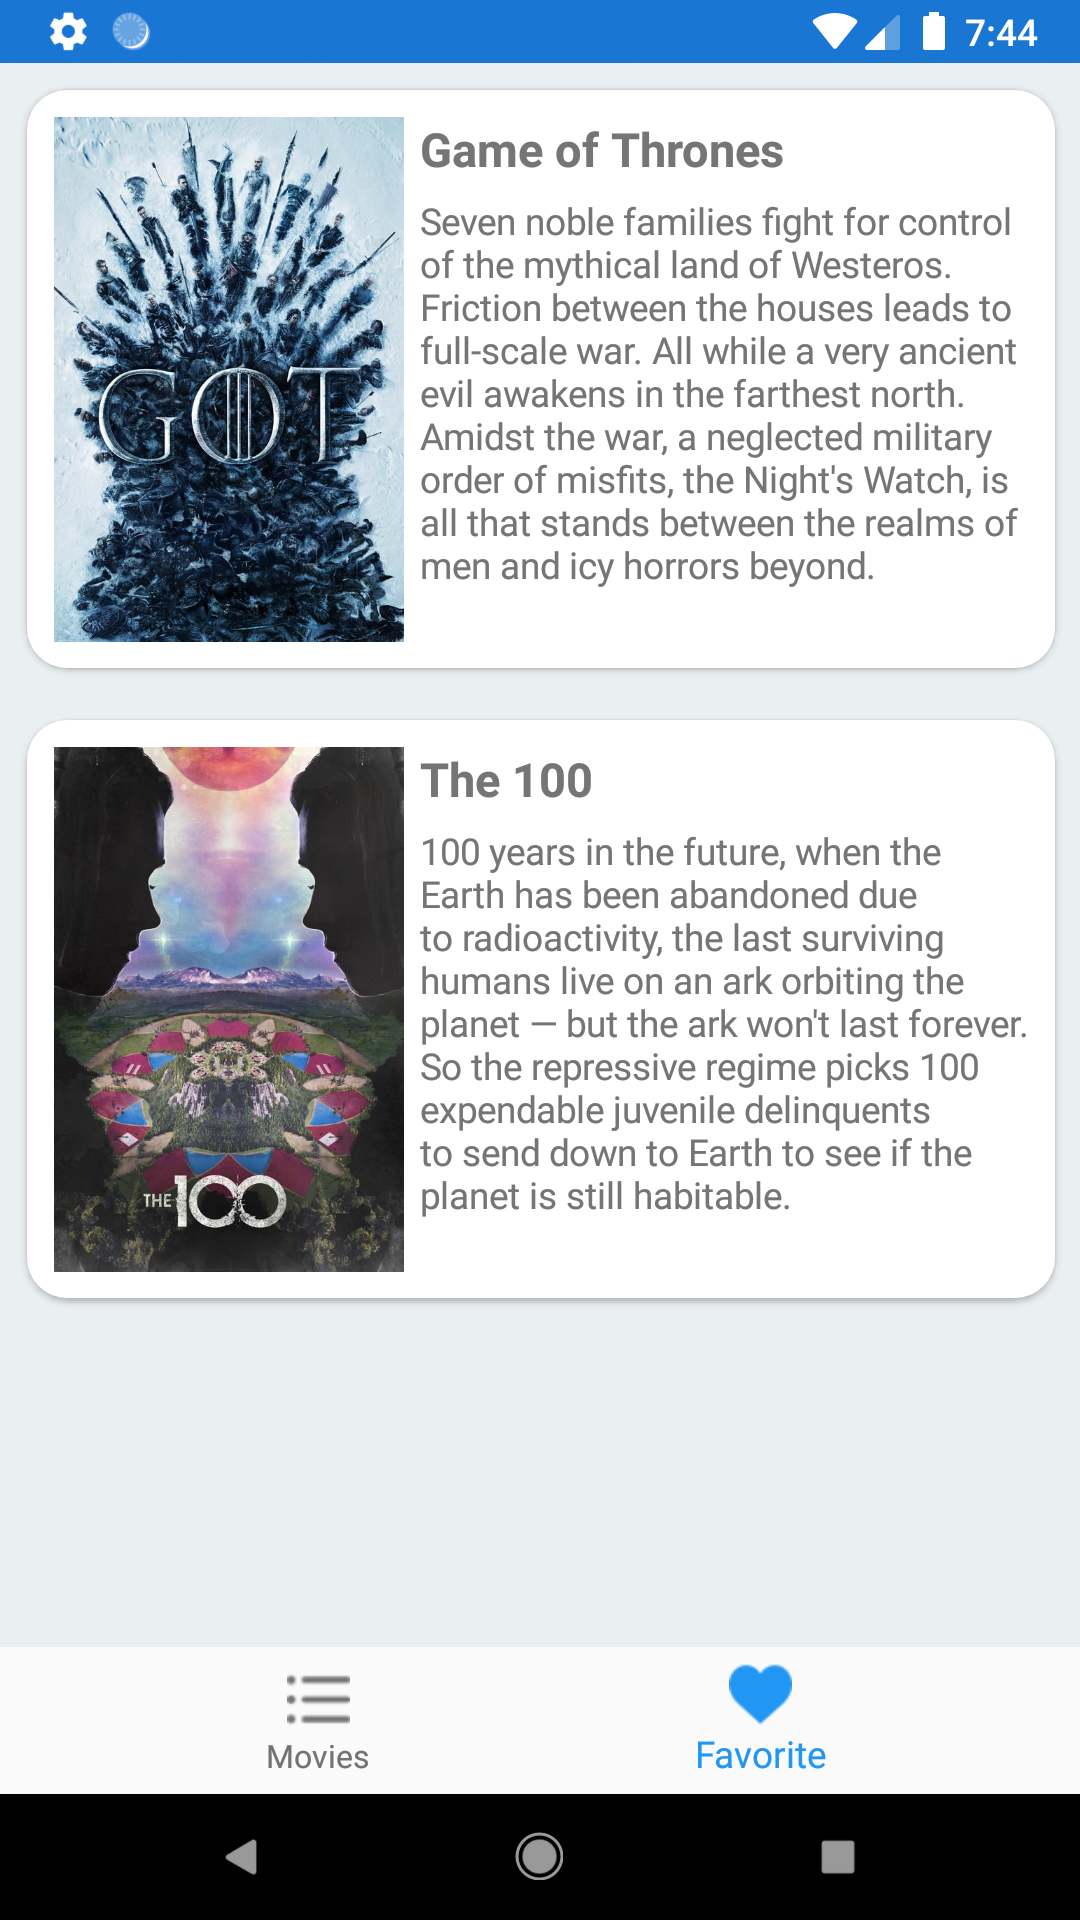 7:44
GOT
Game of Thrones
Seven noble families fight for control
of the mythical land of Westeros.
Friction between the houses leads to
full-scale war. All while a very ancient
evil awakens in the farthest north.
Amidst the war, a neglected military
order of misfits, the Night's Watch, is
all that stands between the realms of
men and icy horrors beyond.
THE 100
The 100
100 years in the future, when the
Earth has been abandoned due
to radioactivity, the last surviving
humans live on an ark orbiting the
planet — but the ark won't last forever.
So the repressive regime picks 100
expendable juvenile delinquents
to send down to Earth to see if the
planet is still habitable.
Movies
Favorite